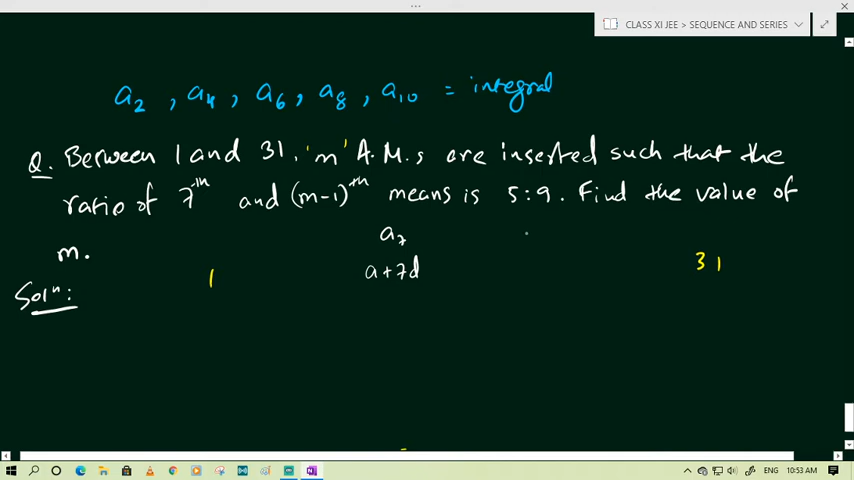 CLASS XI JEE > SEQUENCE AND SERIES
a₂ , a₄ , a₆ , a₈ , a₁₀ = integral
Q. Between 1 and 31, 'm' A.M.s are inserted such that the
ratio of 7ᵗʰ and (m-1)ᵗʰ means is 5:9. Find the value of
m.
a₇
Solⁿ:
1
a+7d
31
ENG 10:53 AM